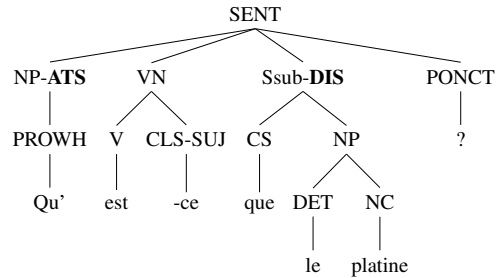 SENT
NP-ATS VN Ssub-DIS PONCT
PROWH V CLS-SUJ CS NP ?
Qu' est -ce que DET NC
le platine